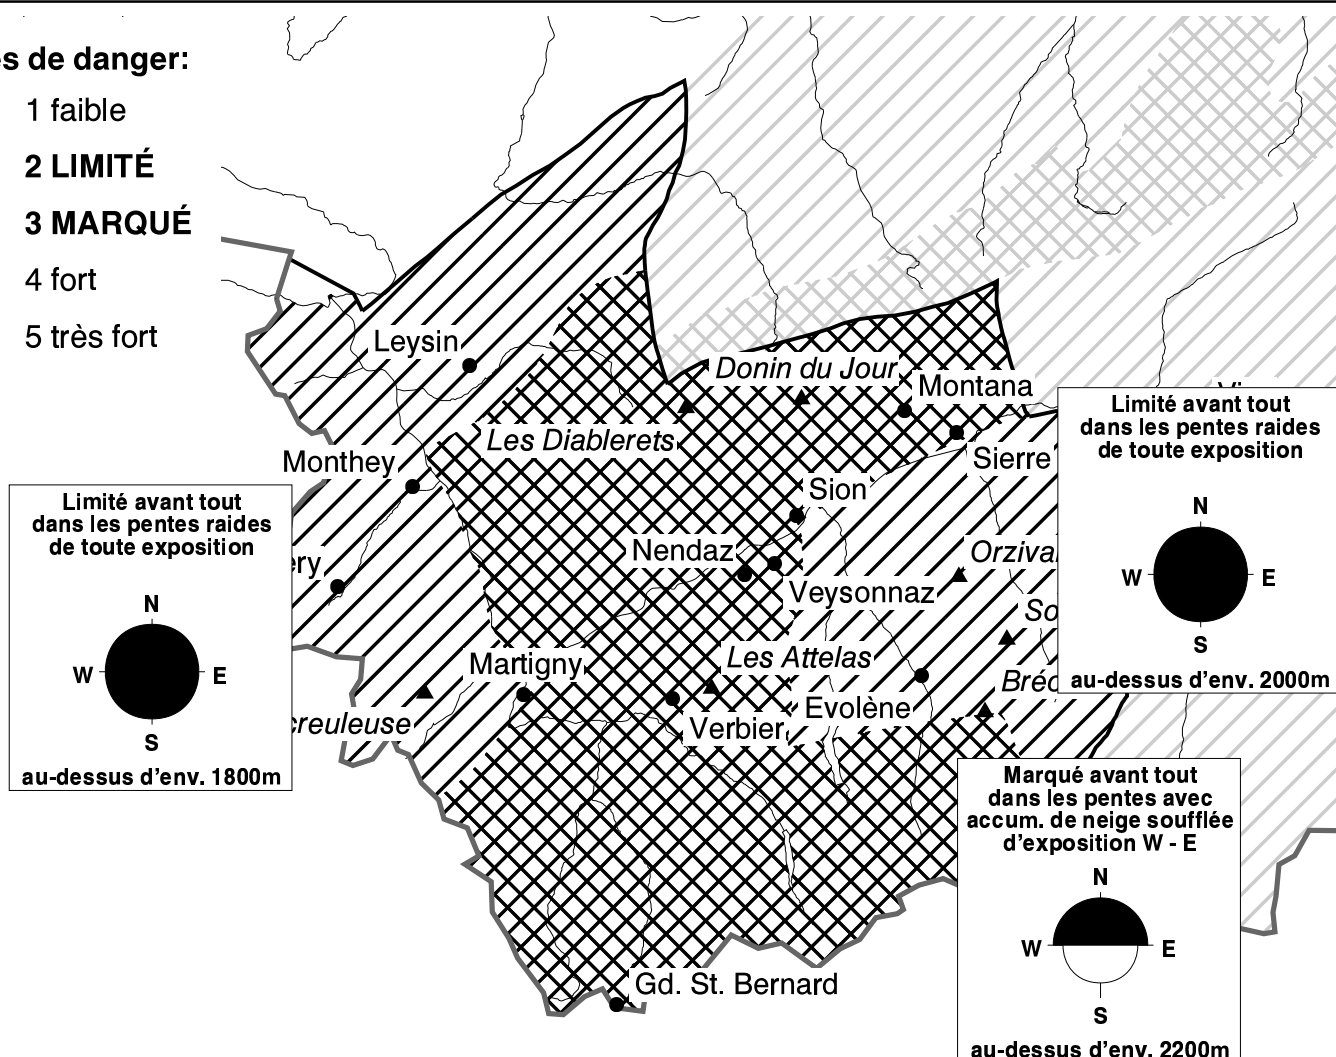 de danger:
1 faible
2 LIMITÉ
3 MARQUÉ
4 fort
5 très fort
Leysin
Donin du Jour
Montana
Les Diablerets
Monthey
Sierre
Sion
Nendaz
Veysonnaz
Martigny
Les Attelas
Evolène
Verbier
Gd. St. Bernard
Limité avant tout
dans les pentes raides
de toute exposition
N
W E
S
au-dessus d'env. 1800m
Limité avant tout
dans les pentes raides
de toute exposition
N
W E
S
au-dessus d'env. 2000m
Marqué avant tout
dans les pentes avec
accum. de neige soufflée
d'exposition W - E
N
W E
S
au-dessus d'env. 2200m